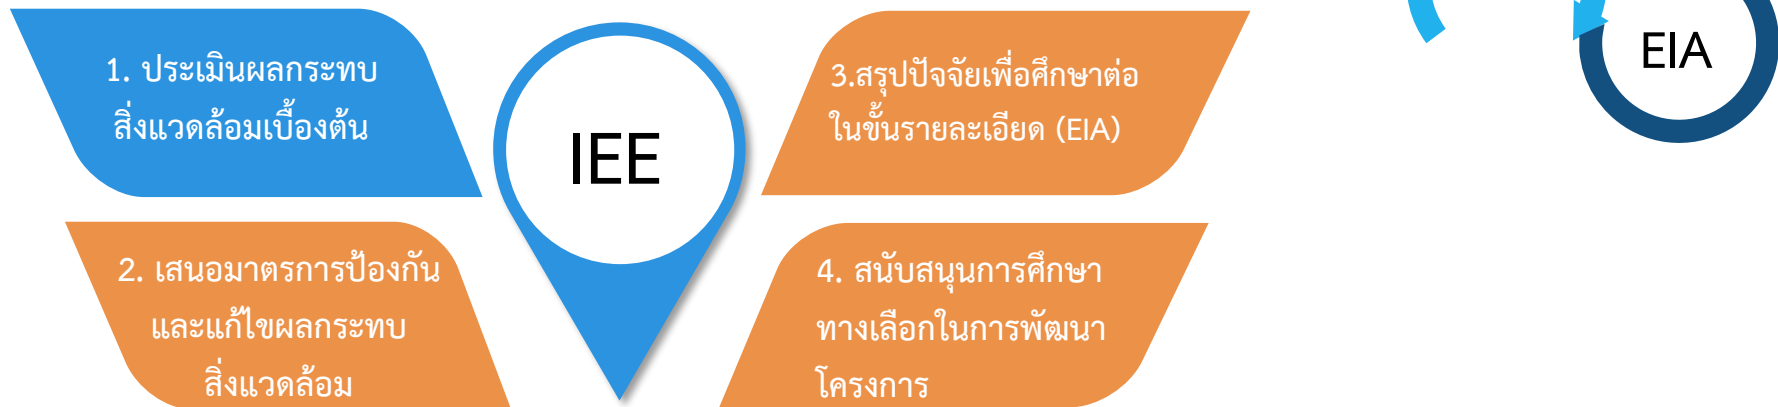 1. ประเมินผลกระทบ
สิ่งแวดล้อมเบื้องต้น
2. เสนอมาตรการป้องกัน
และแก้ไขผลกระทบ
สิ่งแวดล้อม
IEE
3.สรุปปัจจัยเพื่อศึกษาต่อ
ในขั้นรายละเอียด (EIA)
4. สนับสนุนการศึกษา
ทางเลือกในการพัฒนา
โครงการ
EIA